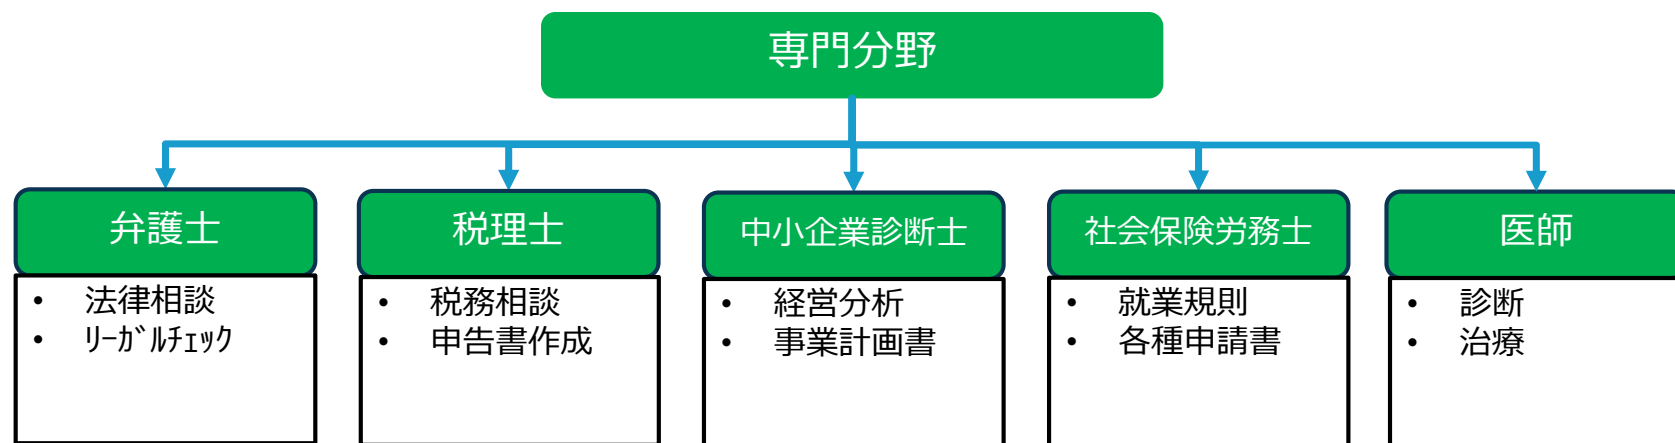 専門分野
弁護士
• 法律相談
• ﾘｰｶﾞﾙﾁｪｯｸ
税理士
• 税務相談
• 申告書作成
中小企業診断士
• 経営分析
• 事業計画書
社会保険労務士
• 就業規則
• 各種申請書
医師
• 診断
• 治療